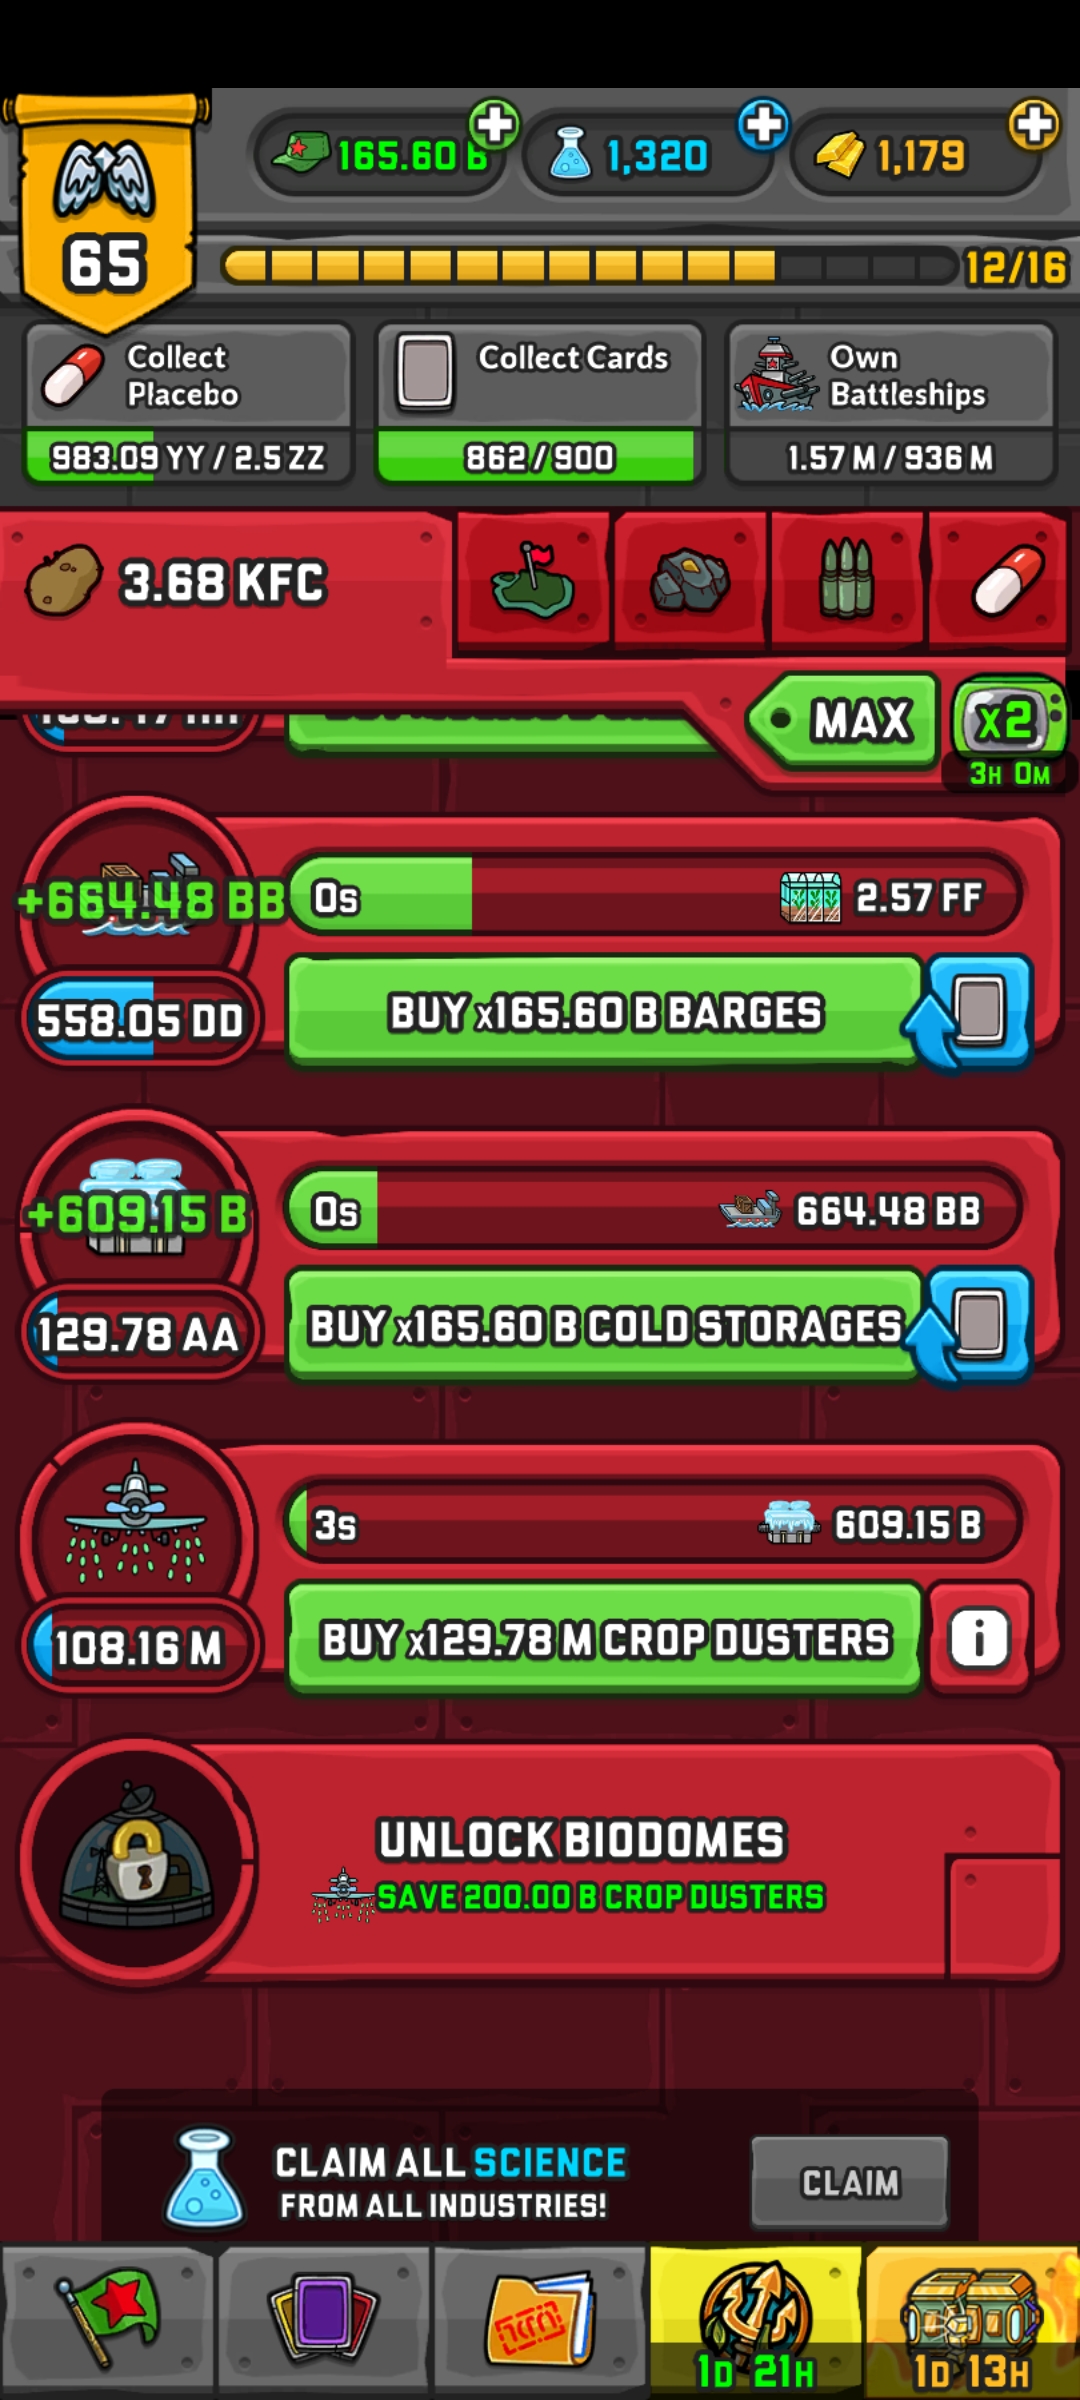 165.60 B
1,320
1,179
65
12/16
Collect
Placebo
983.09 YY / 2.5 ZZ
Collect Cards
862/900
Own
Battleships
1.57 M / 936 M
3.68 KFC
MAX
x2
3H 0M
+664.48 BB
0s
2.57 FF
558.05 DD
BUY x165.60 B BARGES
+609.15 B
0s
664.48 BB
129.78 AA
BUY x165.60 B COLD STORAGES
3s
609.15 B
108.16 M
BUY x129.78 M CROP DUSTERS
i
UNLOCK BIODOMES
SAVE 200.00 B CROP DUSTERS
CLAIM ALL SCIENCE
FROM ALL INDUSTRIES!
CLAIM
1D 21H
1D 13H